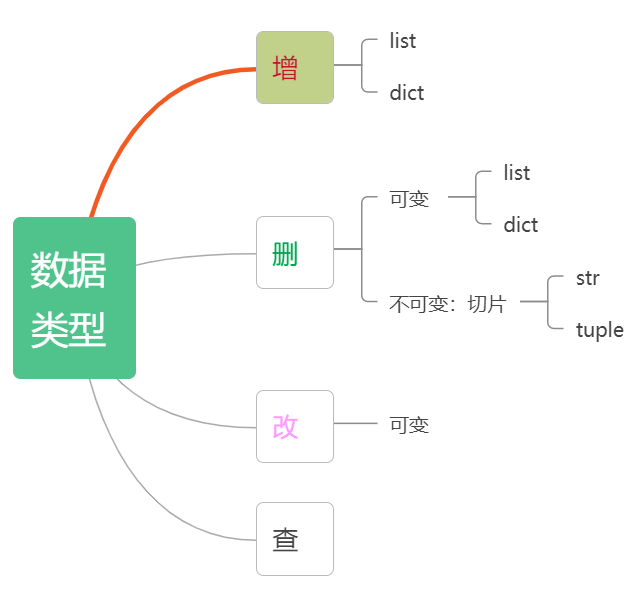 数据
类型
增
list
dict
删
可变
list
dict
不可变：切片
str
tuple
改
可变
查